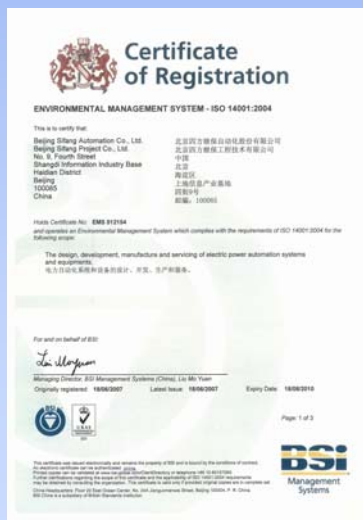 Certificate
of Registration
ENVIRONMENTAL MANAGEMENT SYSTEM - ISO 14001:2004
This is to certify that:
Beijing Sifang Automation Co., Ltd.
Beijing Sifang Project Co., Ltd.
No. 9, Fourth Street
Shangdi Information Industry Base
Haidian District
Beijing
100085
China
北京四方继保自动化股份有限公司
北京四方继保工程技术有限公司
中国
北京
海淀区
上地信息产业基地
四街9号
邮编：100085
Holds Certificate No: EMS
and operates an Environmental Management System which complies with the requirements of ISO 14001:2004 for the
following scope:
The design, development, manufacture and servicing of electric power automation systems
and equipments.
电力自动化系统和设备的设计、开发、生产和服务。
For and on behalf of BSI:
Managing Director, BSI Management Systems (China), Liu Mo Yuan
Originally registered: 18/06/2007
Latest Issue: 18/06/2007
Expiry Date: 18/06/2010
Page: 1 of 3
BSi
Management
Systems